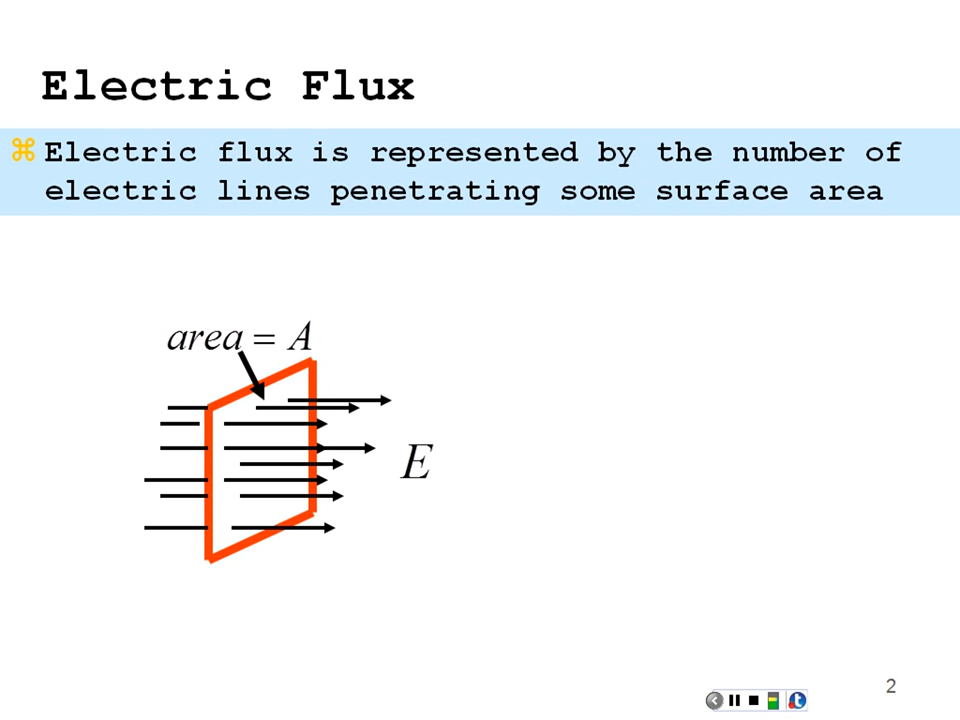 Electric Flux
⌘ Electric flux is represented by the number of
electric lines penetrating some surface area
area = A
E
2